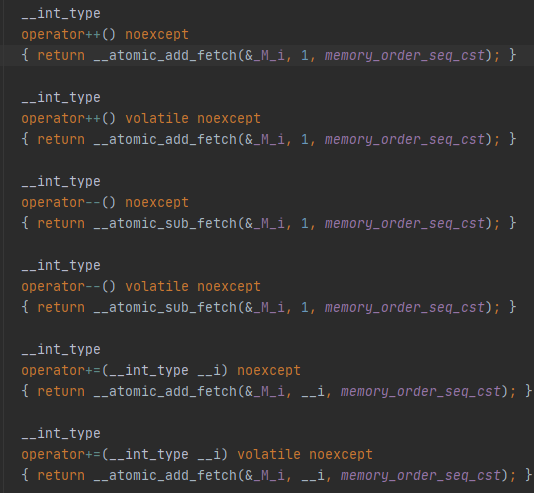 __int_type
operator++() noexcept
{ return __atomic_add_fetch(&_M_i, 1, memory_order_seq_cst); }
__int_type
operator++() volatile noexcept
{ return __atomic_add_fetch(&_M_i, 1, memory_order_seq_cst); }
__int_type
operator--() noexcept
{ return __atomic_sub_fetch(&_M_i, 1, memory_order_seq_cst); }
__int_type
operator--() volatile noexcept
{ return __atomic_sub_fetch(&_M_i, 1, memory_order_seq_cst); }
__int_type
operator+=(__int_type __i) noexcept
{ return __atomic_add_fetch(&_M_i, __i, memory_order_seq_cst); }
__int_type
operator+=(__int_type __i) volatile noexcept
{ return __atomic_add_fetch(&_M_i, __i, memory_order_seq_cst); }